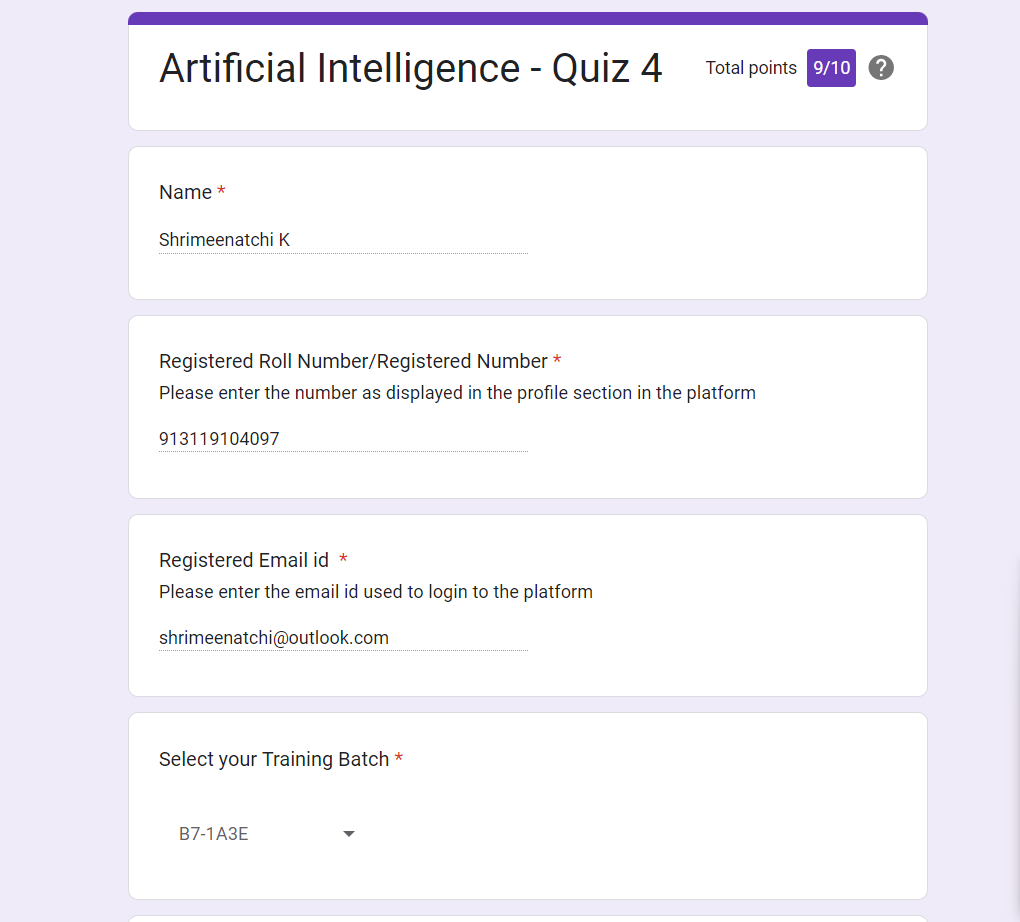 Artificial Intelligence - Quiz 4 Total points 9/10 ?
Name *
Shrimeenatchi K
Registered Roll Number/Registered Number *
Please enter the number as displayed in the profile section in the platform
913119104097
Registered Email id *
Please enter the email id used to login to the platform
shrimeenatchi@outlook.com
Select your Training Batch *
B7-1A3E